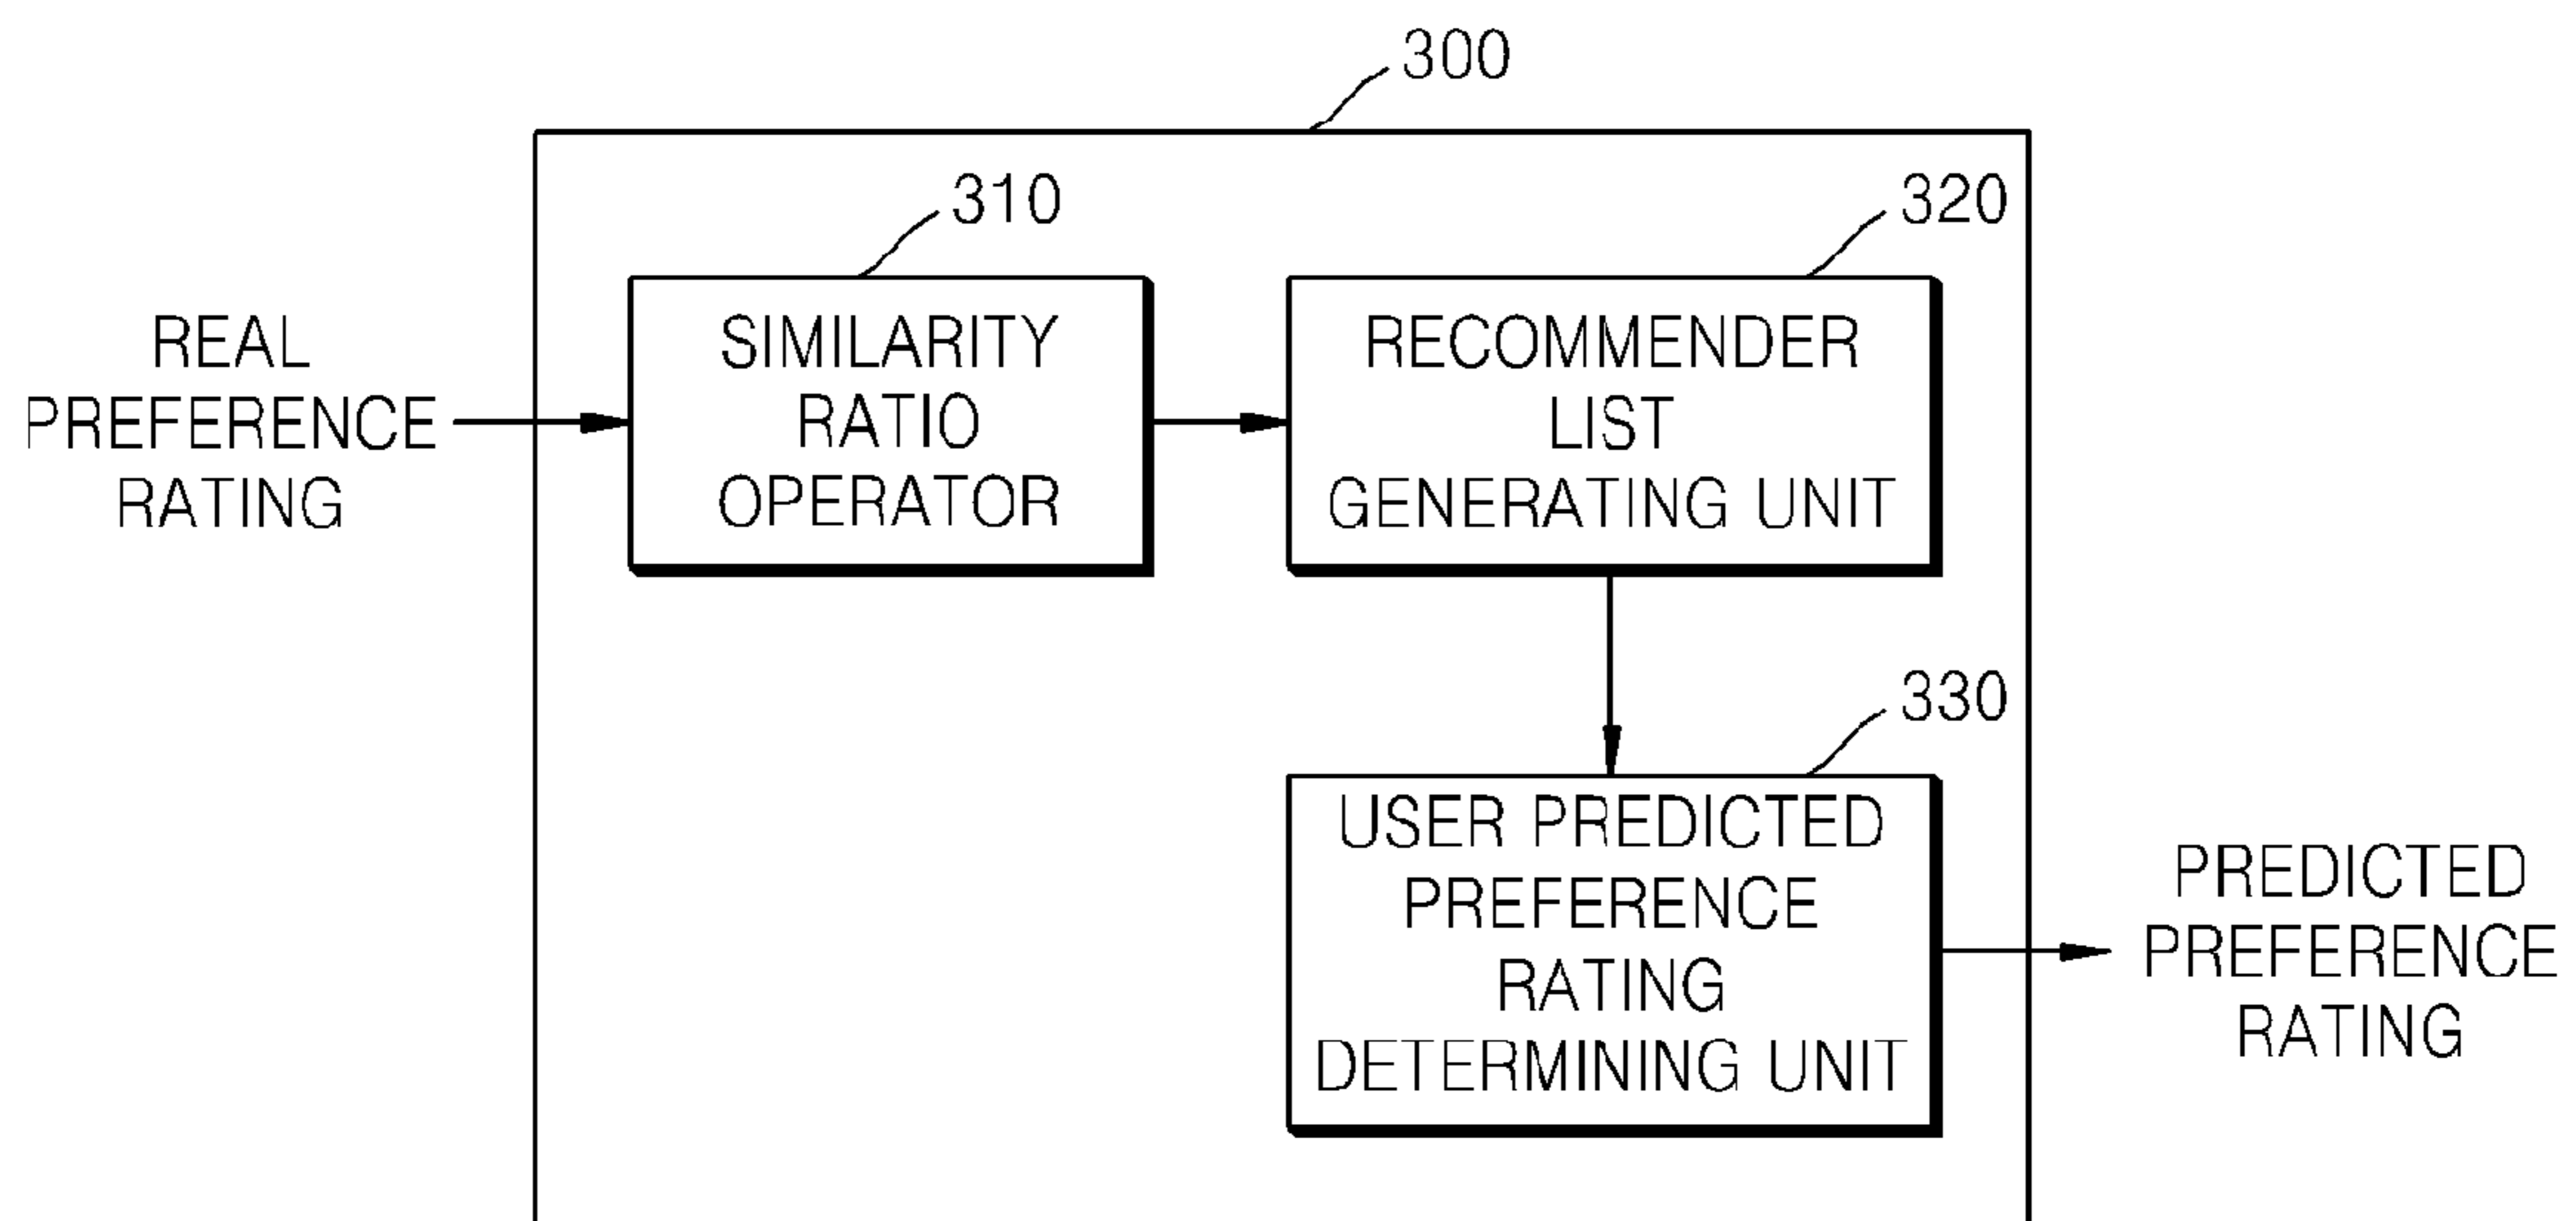 300
310
320
REAL
PREFERENCE
RATING
SIMILARITY
RATIO
OPERATOR
RECOMMENDER
LIST
GENERATING UNIT
330
USER PREDICTED
PREFERENCE
RATING
DETERMINING UNIT
PREDICTED
PREFERENCE
RATING